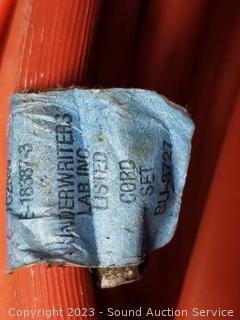 -18387-3
UNDERWRITERS
LAB INC
LISTED
CORD
SET
Copyright 2023 - Sound Auction Service